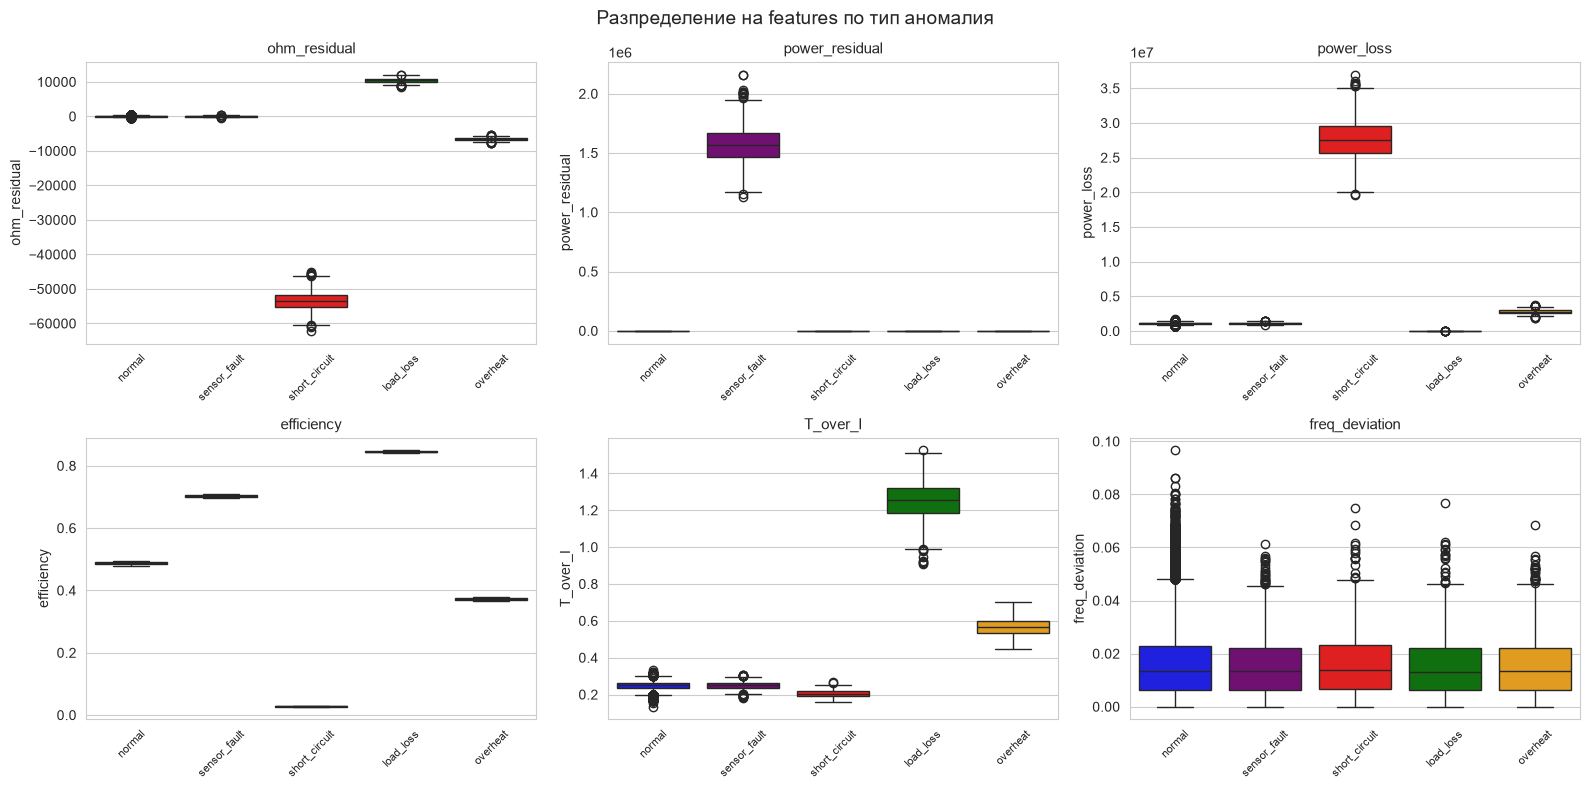 Разпределение на features по тип аномалия
ohm_residual
10000
0
−10000
−20000
−30000
−40000
−50000
−60000
ohm_residual
normal
sensor_fault
short_circuit
load_loss
overheat
power_residual
1e6
2.0
1.5
1.0
0.5
0.0
power_residual
normal
sensor_fault
short_circuit
load_loss
overheat
power_loss
1e7
3.5
3.0
2.5
2.0
1.5
1.0
0.5
0.0
power_loss
normal
sensor_fault
short_circuit
load_loss
overheat
efficiency
0.8
0.6
0.4
0.2
0.0
efficiency
normal
sensor_fault
short_circuit
load_loss
overheat
T_over_I
1.4
1.2
1.0
0.8
0.6
0.4
0.2
T_over_I
normal
sensor_fault
short_circuit
load_loss
overheat
freq_deviation
0.10
0.08
0.06
0.04
0.02
0.00
freq_deviation
normal
sensor_fault
short_circuit
load_loss
overheat